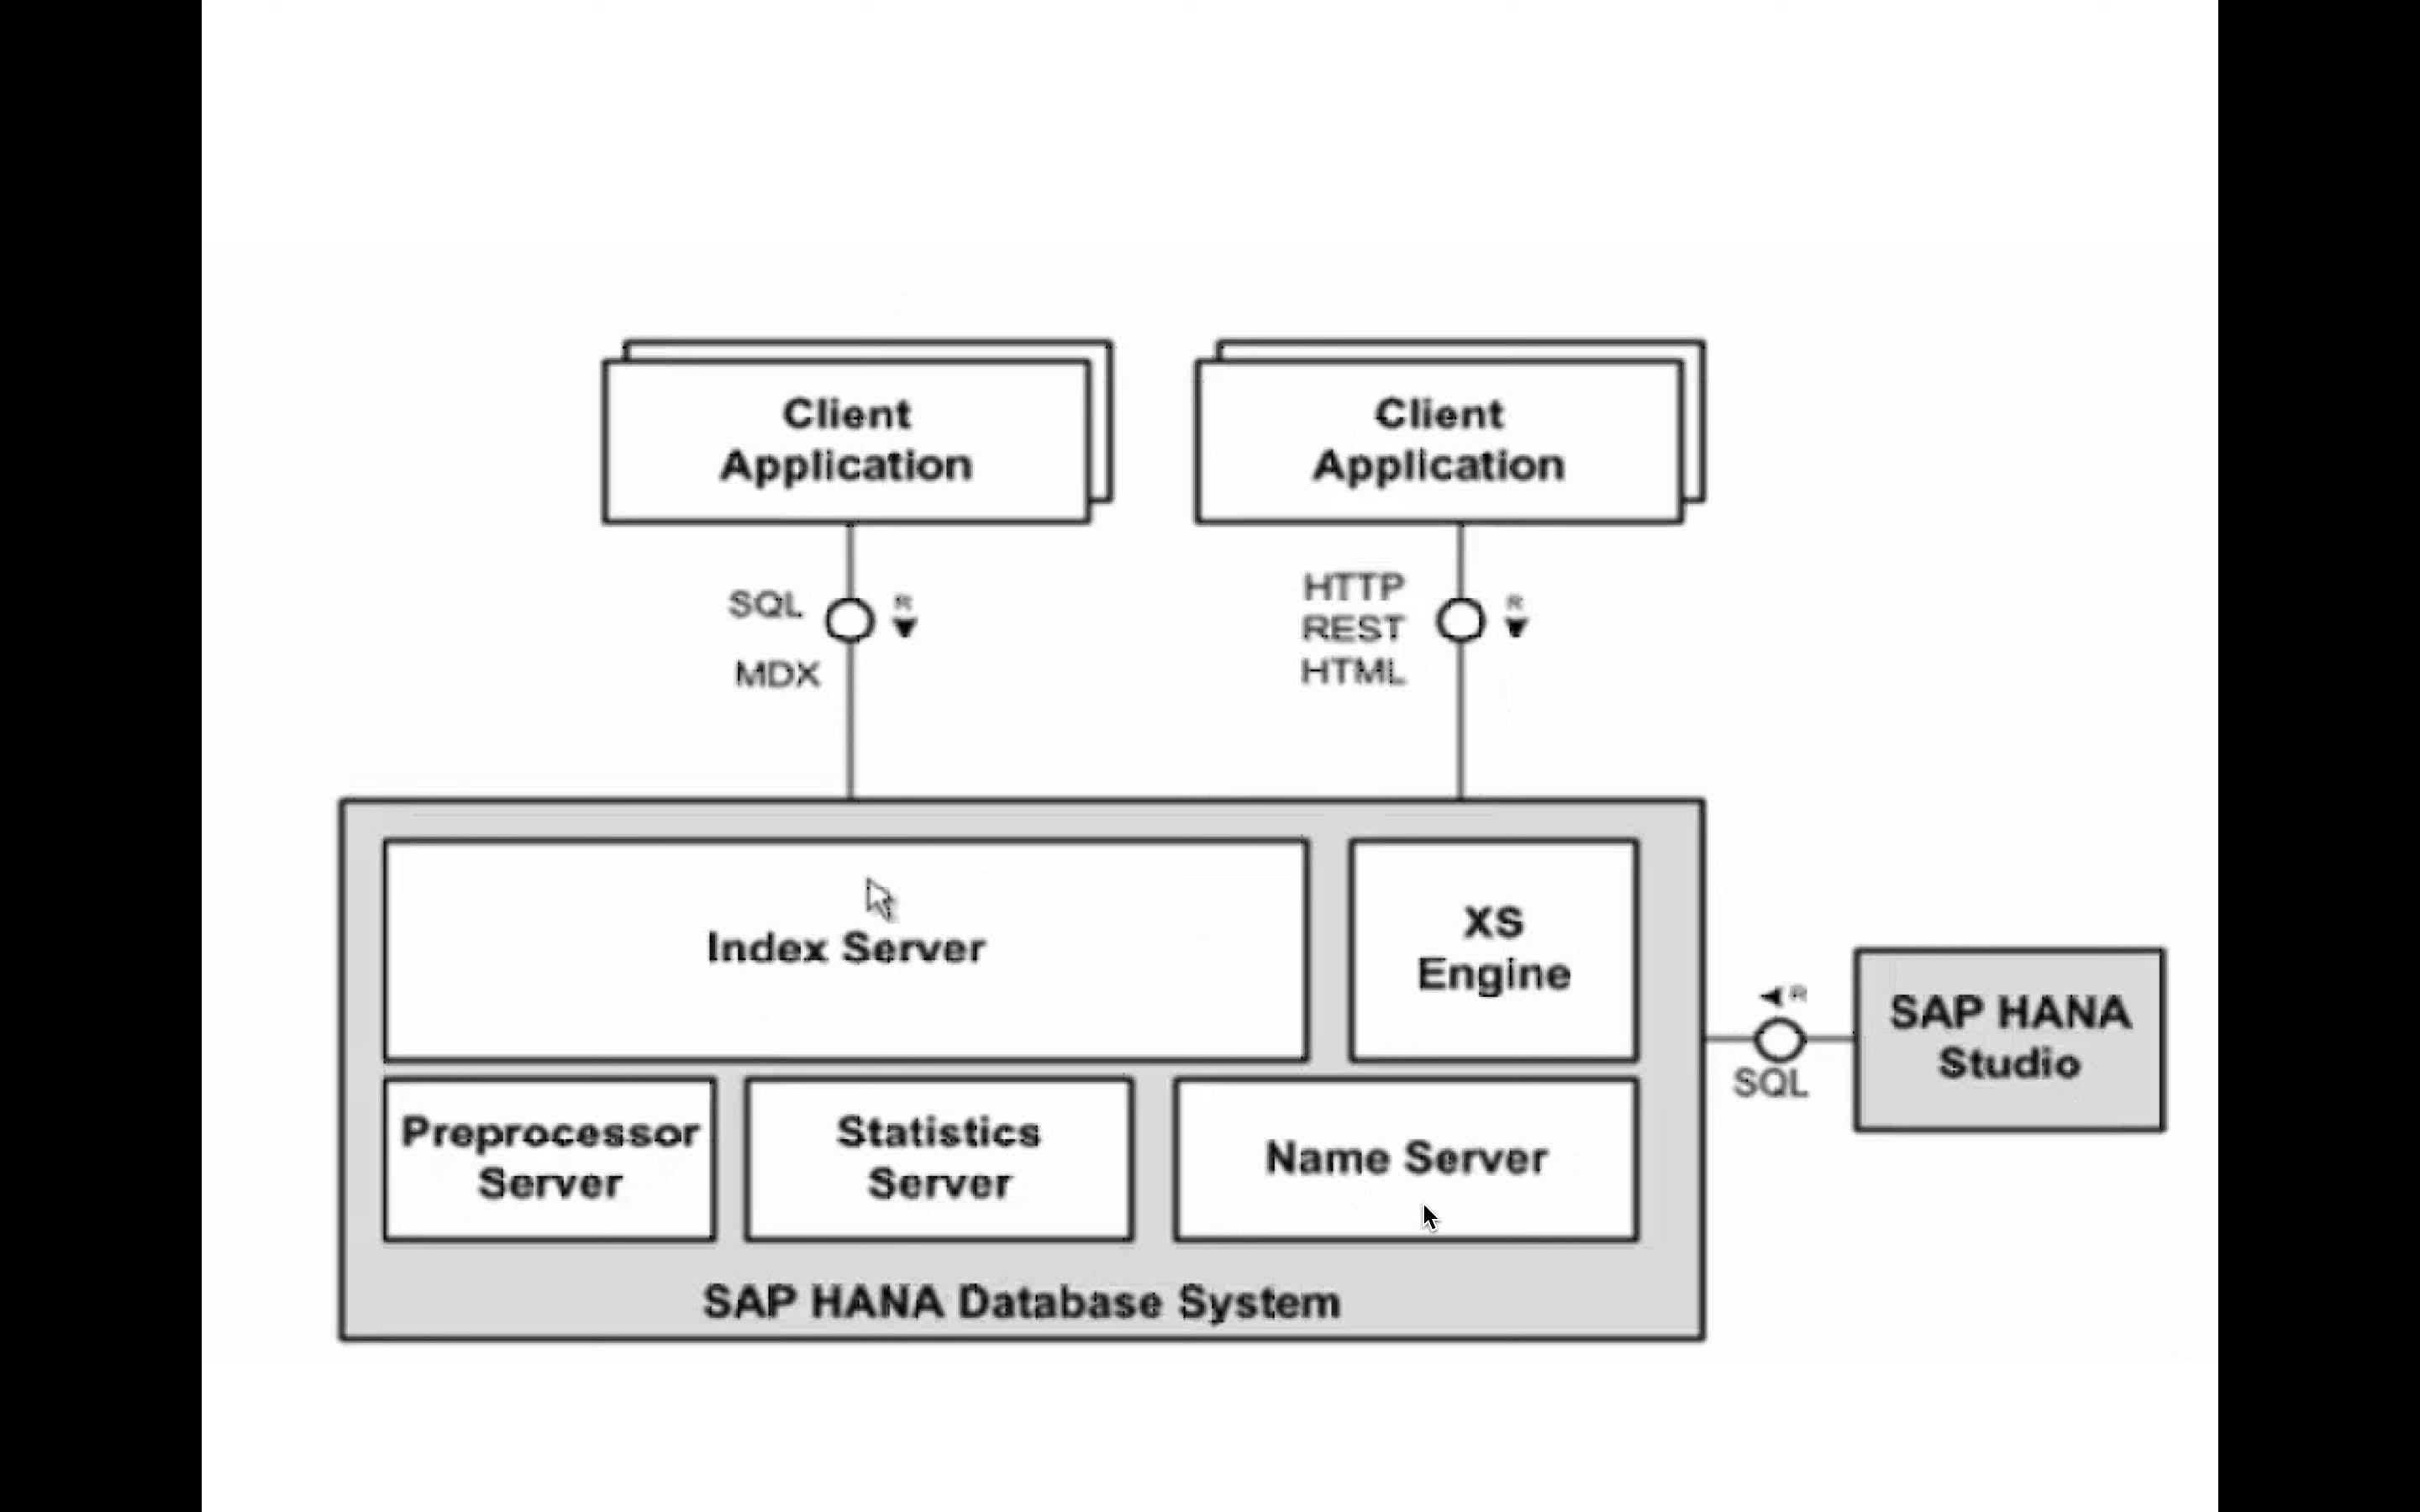 Client
Application
Client
Application
SQL
R
MDX
HTTP
REST
HTML
R
Index Server
XS
Engine
R
SQL
SAP HANA
Studio
Preprocessor
Server
Statistics
Server
Name Server
SAP HANA Database System